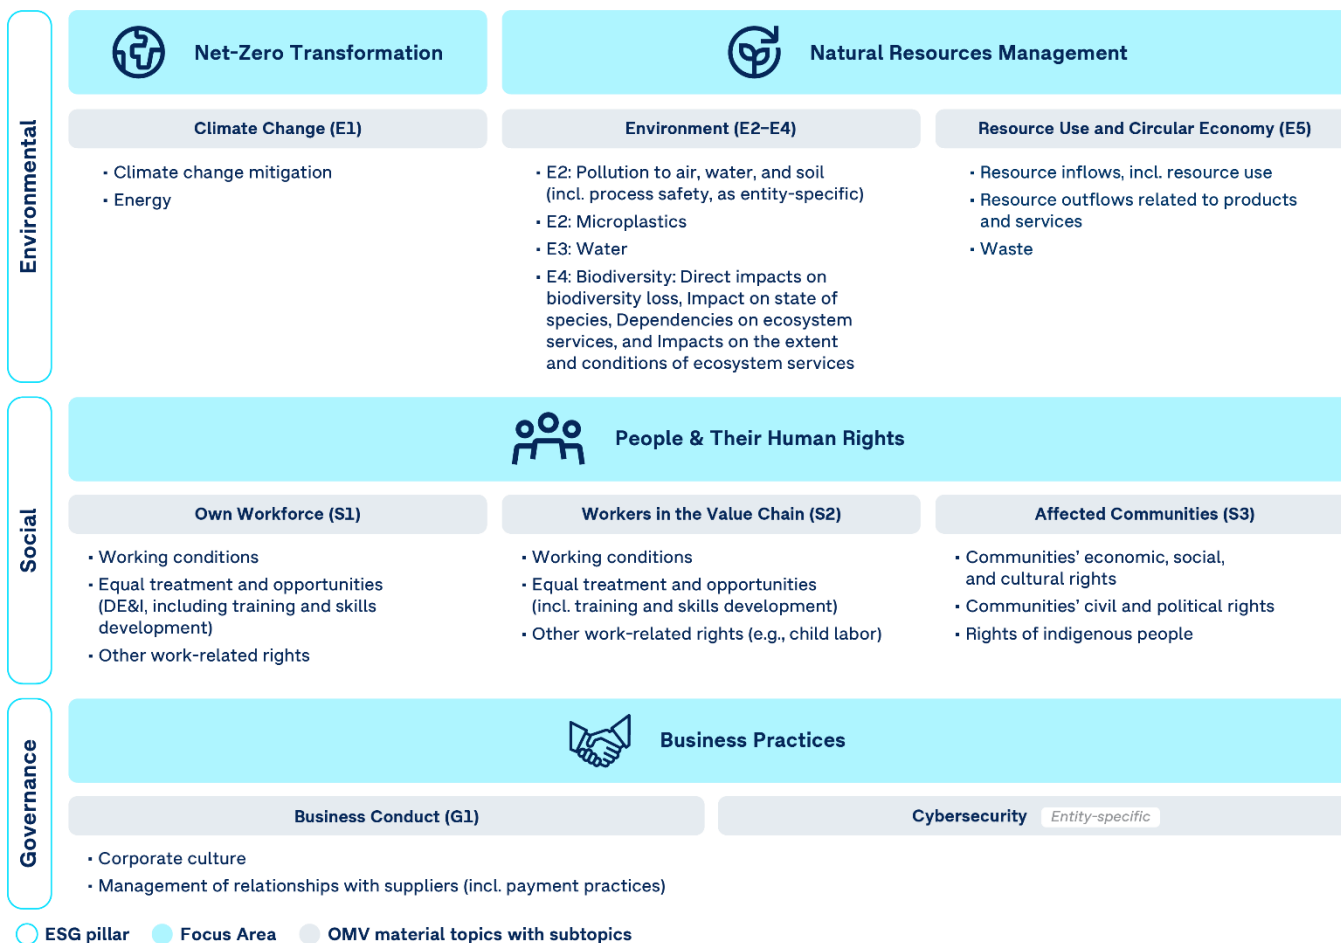 Environmental
Net-Zero Transformation
Natural Resources Management
Climate Change (E1)
▪ Climate change mitigation
▪ Energy
Environment (E2–E4)
▪ E2: Pollution to air, water, and soil
(incl. process safety, as entity-specific)
▪ E2: Microplastics
▪ E3: Water
▪ E4: Biodiversity: Direct impacts on
biodiversity loss, Impact on state of
species, Dependencies on ecosystem
services, and Impacts on the extent
and conditions of ecosystem services
Resource Use and Circular Economy (E5)
▪ Resource inflows, incl. resource use
▪ Resource outflows related to products
and services
▪ Waste
Social
People & Their Human Rights
Own Workforce (S1)
▪ Working conditions
▪ Equal treatment and opportunities
(DE&I, including training and skills
development)
▪ Other work-related rights
Workers in the Value Chain (S2)
▪ Working conditions
▪ Equal treatment and opportunities
(incl. training and skills development)
▪ Other work-related rights (e.g., child labor)
Affected Communities (S3)
▪ Communities’ economic, social,
and cultural rights
▪ Communities’ civil and political rights
▪ Rights of indigenous people
Governance
Business Practices
Business Conduct (G1)
▪ Corporate culture
▪ Management of relationships with suppliers (incl. payment practices)
Cybersecurity Entity-specific
ESG pillar Focus Area OMV material topics with subtopics